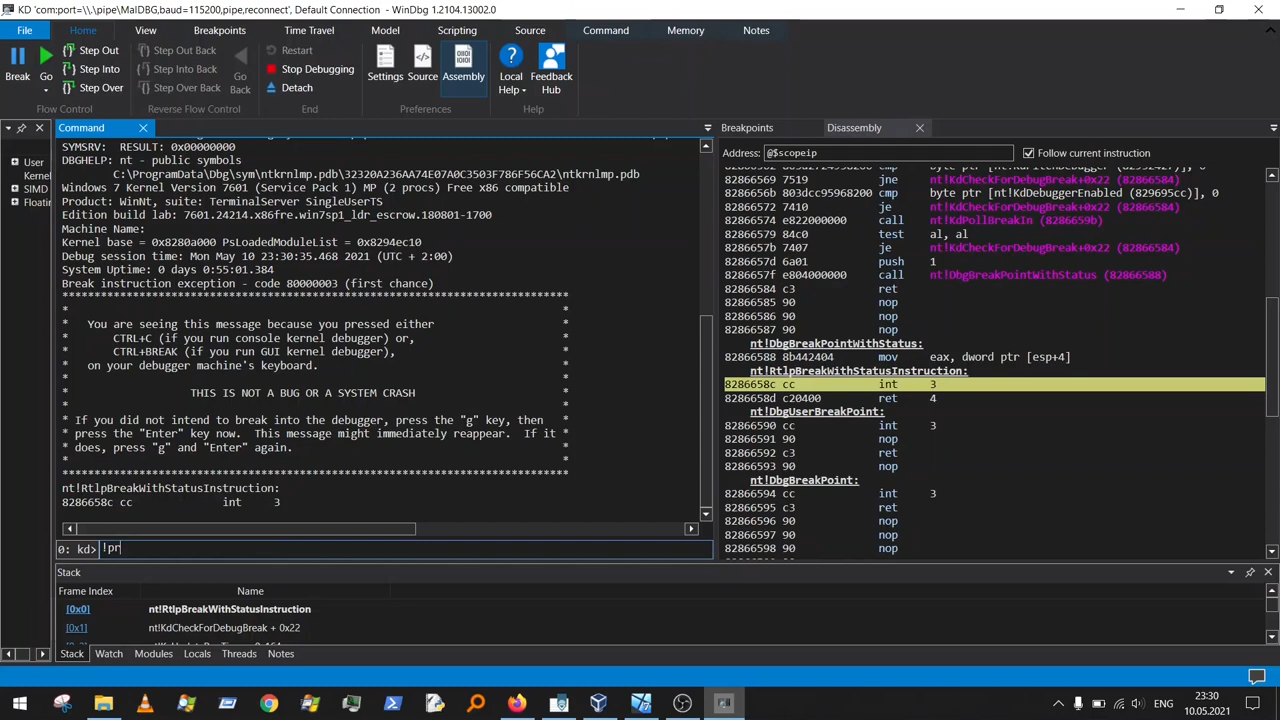 KD 'com:port=\\.\pipe\MalDBG,baud=115200,pipe,reconnect', Default Connection - WinDbg 1.2104.13002.0
File Home View Breakpoints Time Travel Model Scripting Source Command Memory Notes
Break
Go
Step Out
Step Into
Step Over
Flow Control
Step Out Back
Step Into Back
Step Over Back
Go Back
Reverse Flow Control
Restart
Stop Debugging
Detach
End
Settings
Source
Assembly
Preferences
Local Help
Feedback Hub
Help
User
Kernel
SIMD
Command
SYMSRV: RESULT: 0x00000000
DBGHELP: nt - public symbols
C:\ProgramData\Dbg\sym\ntkrnlmp.pdb\32320A236AA74E07A0C3503F786F56CA2\ntkrnlmp.pdb
Windows 7 Kernel Version 7601 (Service Pack 1) MP (2 procs) Free x86 compatible
Product: WinNt, suite: TerminalServer SingleUserTS
Edition build lab: 7601.24214.x86fre.win7sp1_ldr_escrow.180801-1700
Machine Name:
Kernel base = 0x8280a000 PsLoadedModuleList = 0x8294ec10
Debug session time: Mon May 10 23:30:35.468 2021 (UTC + 2:00)
System Uptime: 0 days 0:55:01.384
Break instruction exception - code 80000003 (first chance)
*******************************************************************************
* *
* You are seeing this message because you pressed either *
* CTRL+C (if you run console kernel debugger) or, *
* CTRL+BREAK (if you run GUI kernel debugger), *
* on your debugger machine's keyboard. *
* *
* THIS IS NOT A BUG OR A SYSTEM CRASH *
* *
* If you did not intend to break into the debugger, press the "g" key, then *
* press the "Enter" key now. This message might immediately reappear. If it *
* does, press "g" and "Enter" again. *
* *
*******************************************************************************
nt!RtlpBreakWithStatusInstruction:
8286658c cc int 3
0: kd> !pr
Breakpoints Disassembly
Address: @$scopeip Follow current instruction
82866569 7519 jne nt!KdCheckForDebugBreak+0x22 (82866584)
8286656b 803dcc95968200 cmp byte ptr [nt!KdDebuggerEnabled (829695cc)], 0
82866572 7410 je nt!KdCheckForDebugBreak+0x22 (82866584)
82866574 e822000000 call nt!KdPollBreakIn (8286659b)
82866579 84c0 test al, al
8286657b 7407 je nt!KdCheckForDebugBreak+0x22 (82866584)
8286657d 6a01 push 1
8286657f e804000000 call nt!DbgBreakPointWithStatus (82866588)
82866584 c3 ret
82866585 90 nop
82866586 90 nop
82866587 90 nop
nt!DbgBreakPointWithStatus:
82866588 8b442404 mov eax, dword ptr [esp+4]
nt!RtlpBreakWithStatusInstruction:
8286658c cc int 3
8286658d c20400 ret 4
nt!DbgUserBreakPoint:
82866590 cc int 3
82866591 90 nop
82866592 c3 ret
82866593 90 nop
nt!DbgBreakPoint:
82866594 cc int 3
82866595 c3 ret
82866596 90 nop
82866597 90 nop
82866598 90 nop
Stack
Frame Index Name
[0x0] nt!RtlpBreakWithStatusInstruction
[0x1] nt!KdCheckForDebugBreak + 0x22
Stack Watch Modules Locals Threads Notes
ENG
23:30
10.05.2021